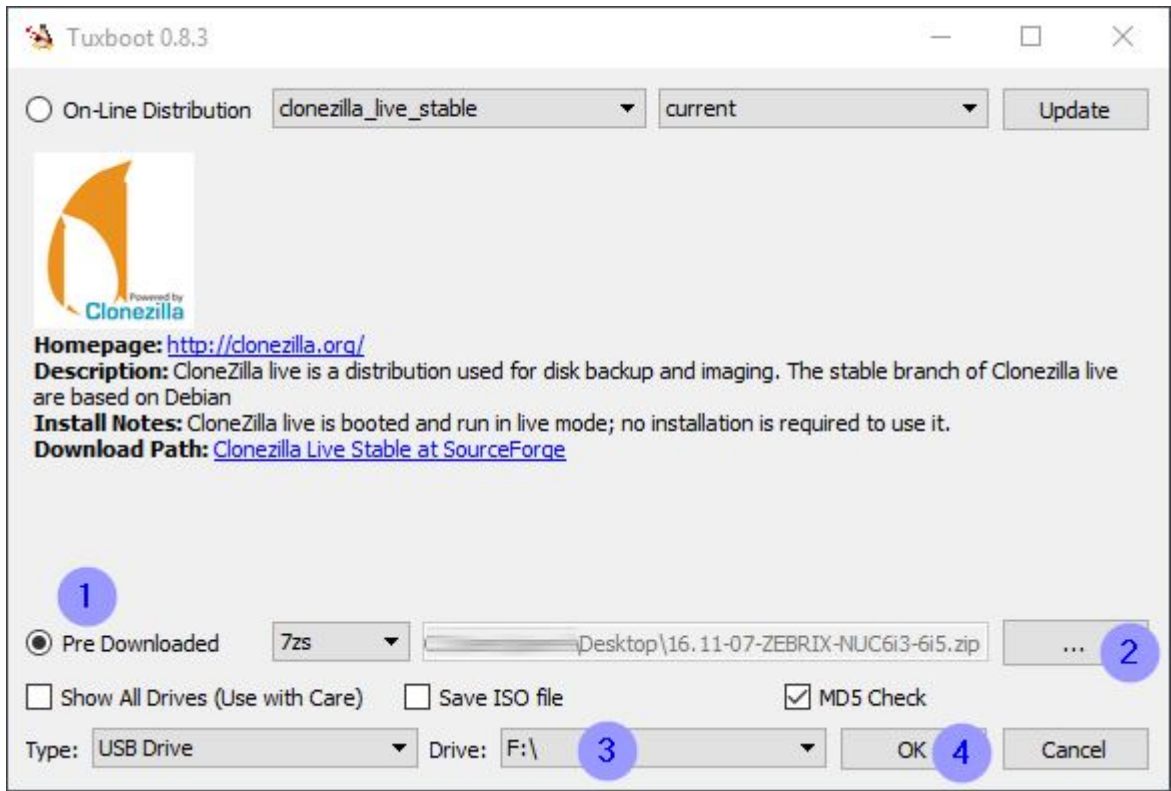 Tuxboot 0.8.3
On-Line Distribution clonezilla_live_stable current Update
Powered by
Clonezilla
Homepage: http://clonezilla.org/
Description: CloneZilla live is a distribution used for disk backup and imaging. The stable branch of Clonezilla live
are based on Debian
Install Notes: CloneZilla live is booted and run in live mode; no installation is required to use it.
Download Path: Clonezilla Live Stable at SourceForge
1
Pre Downloaded 7zs \Desktop\16.11-07-ZEBRIX-NUC6i3-6i5.zip ... 2
Show All Drives (Use with Care) Save ISO file MD5 Check
Type: USB Drive Drive: F:\ 3 OK 4 Cancel